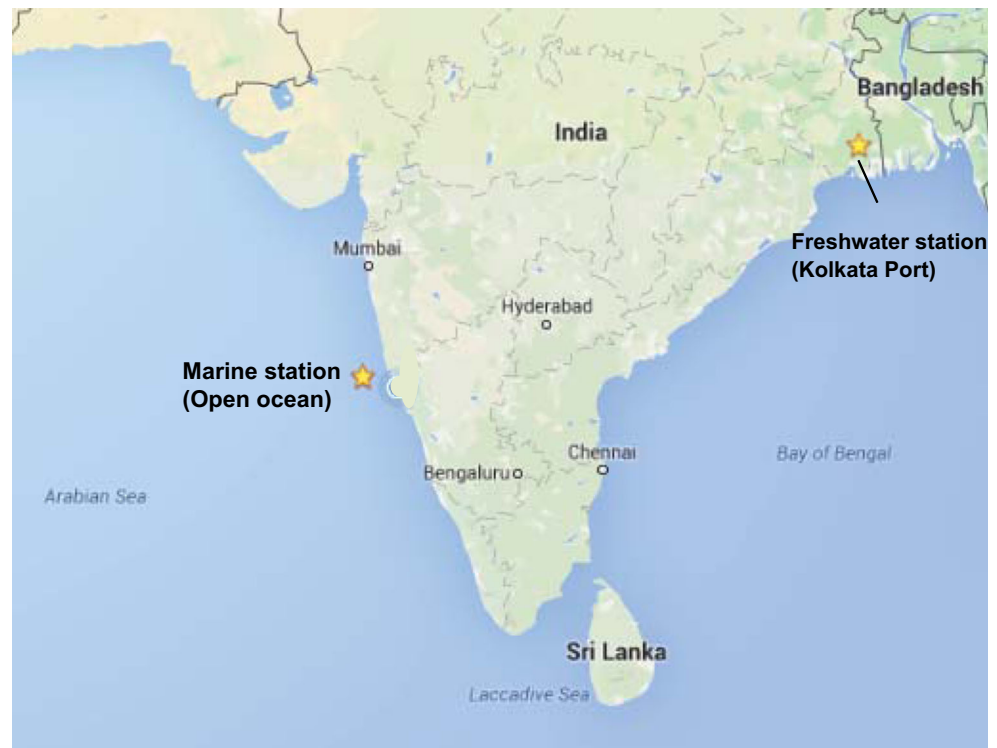 Bangladesh
India
Freshwater station
(Kolkata Port)
Mumbai
Hyderabad
Marine station
(Open ocean)
Chennai
Bay of Bengal
Bengaluru
Arabian Sea
Sri Lanka
Laccadive Sea